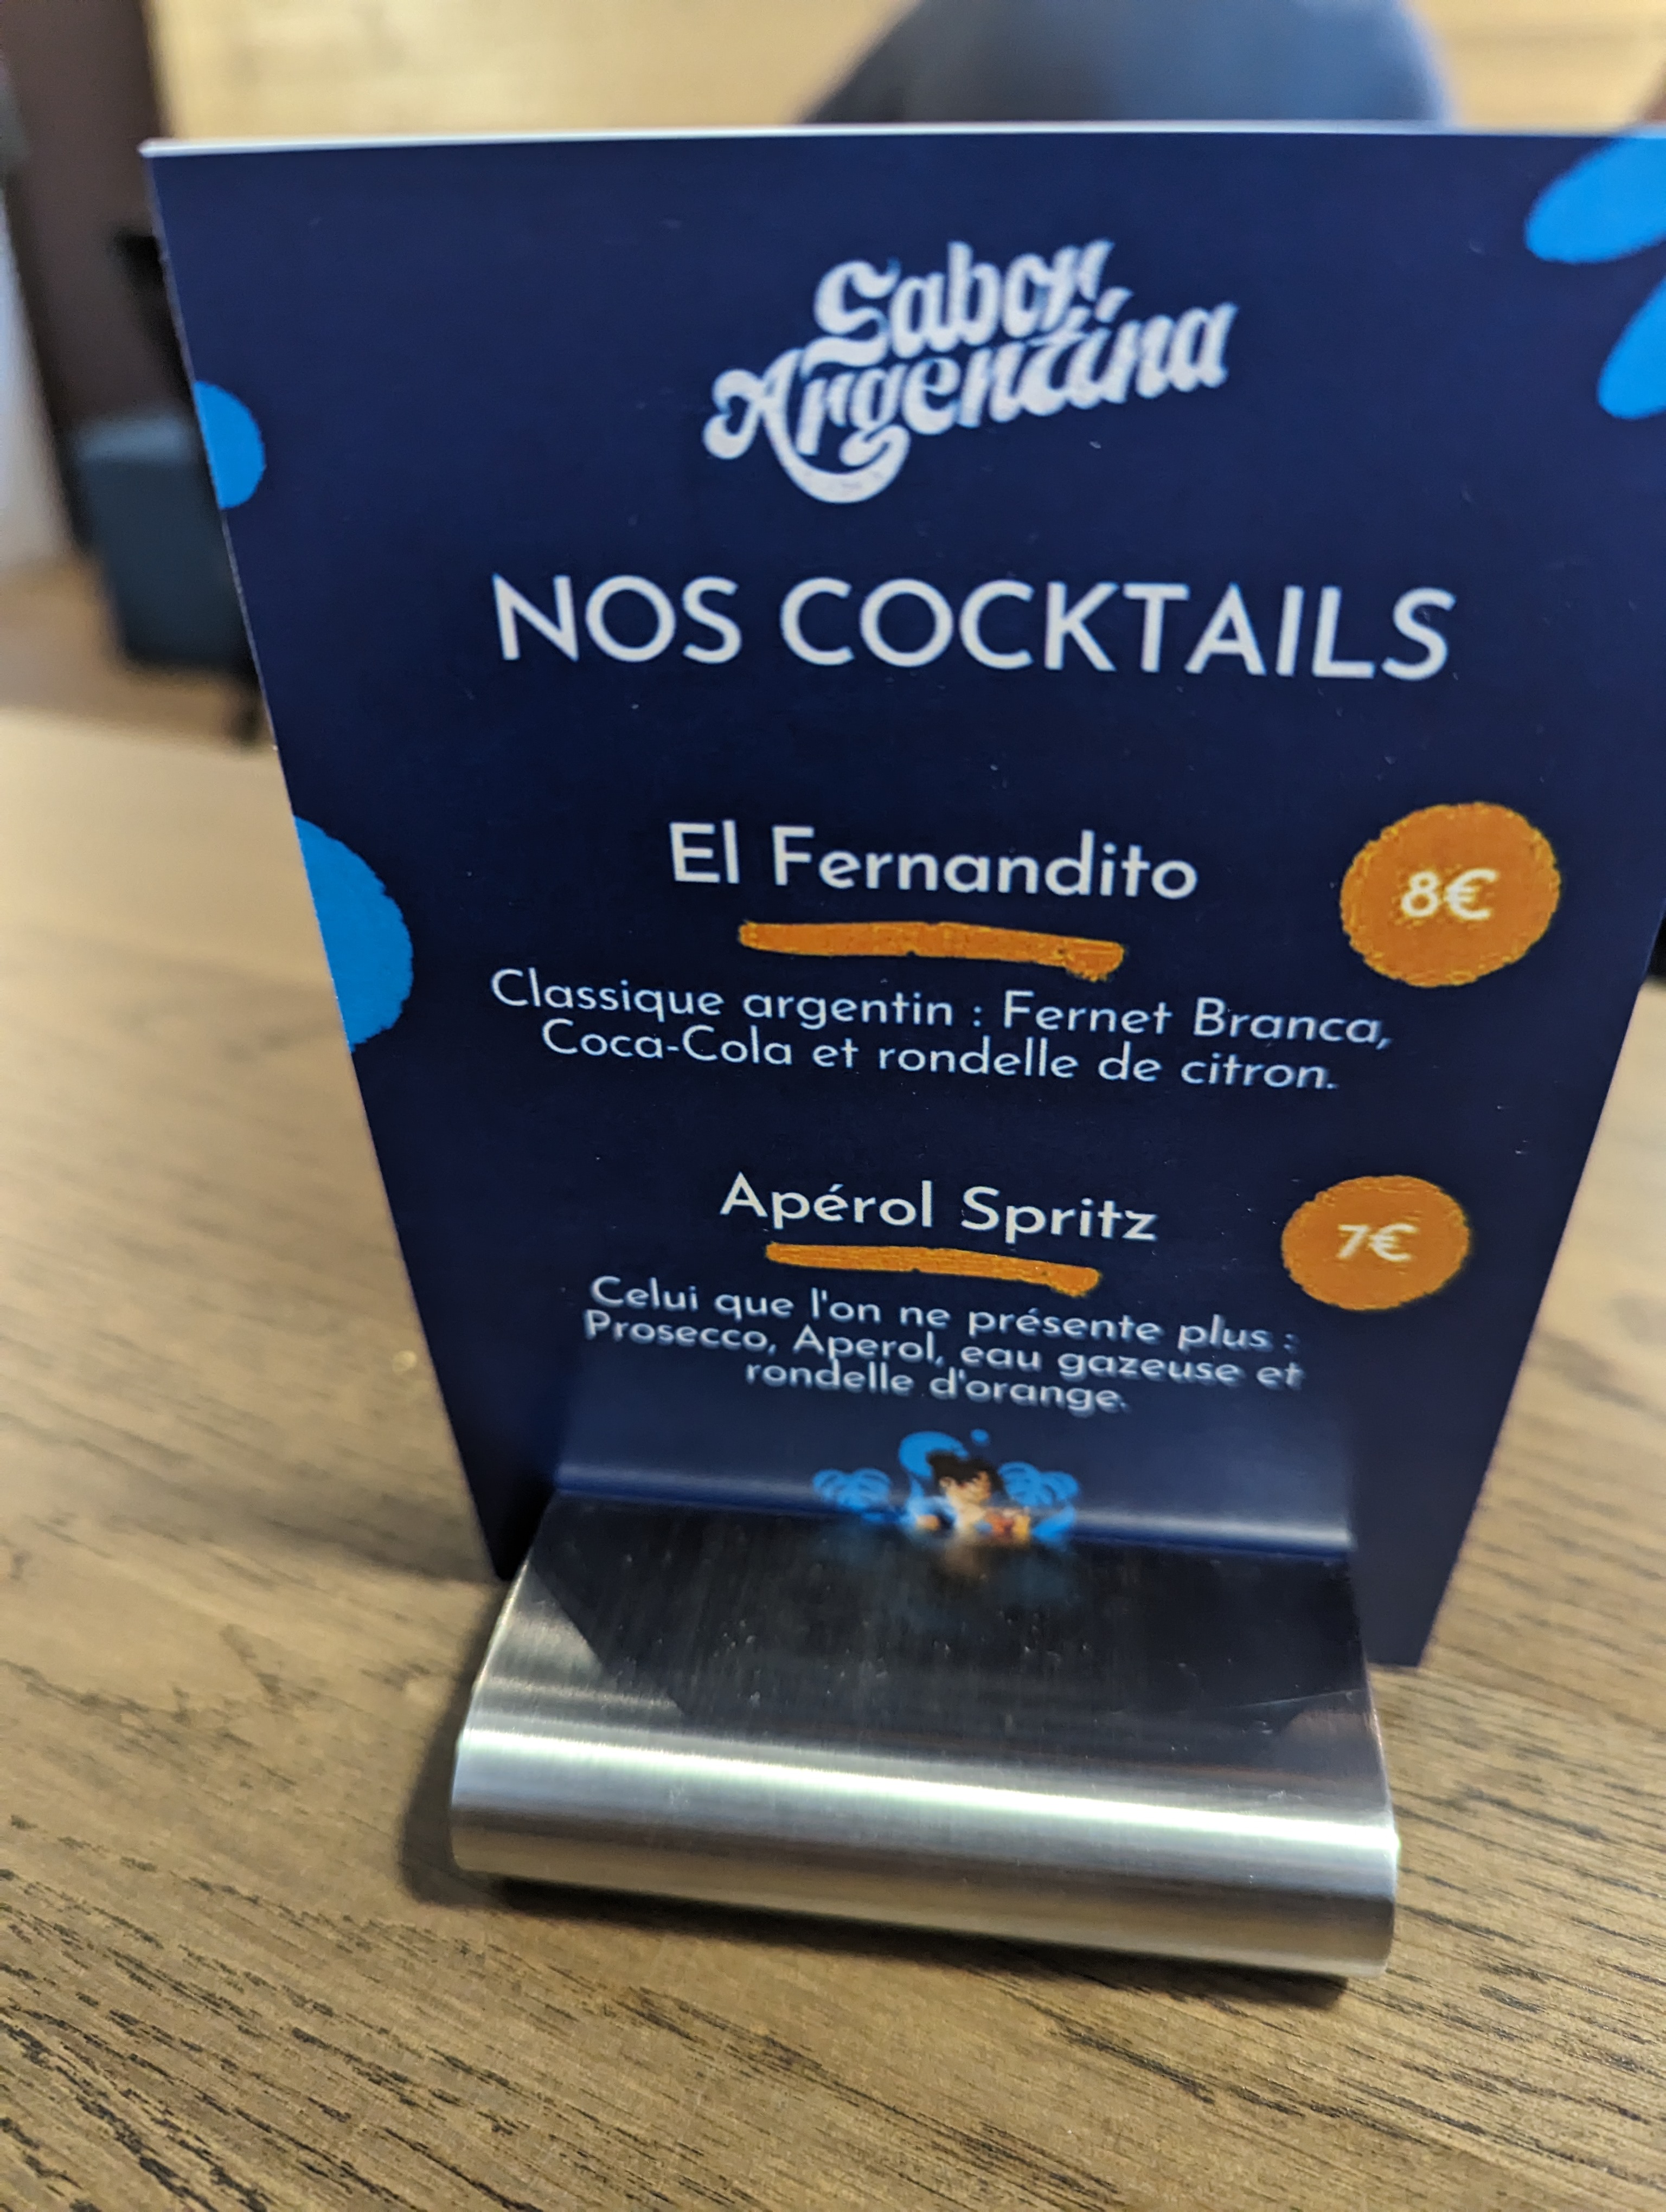 Sabor
Argentina
NOS COCKTAILS
El Fernandito
8€
Classique argentin : Fernet Branca,
Coca-Cola et rondelle de citron.
Apérol Spritz
7€
Celui que l'on ne présente plus :
Prosecco, Aperol, eau gazeuse et
rondelle d'orange.